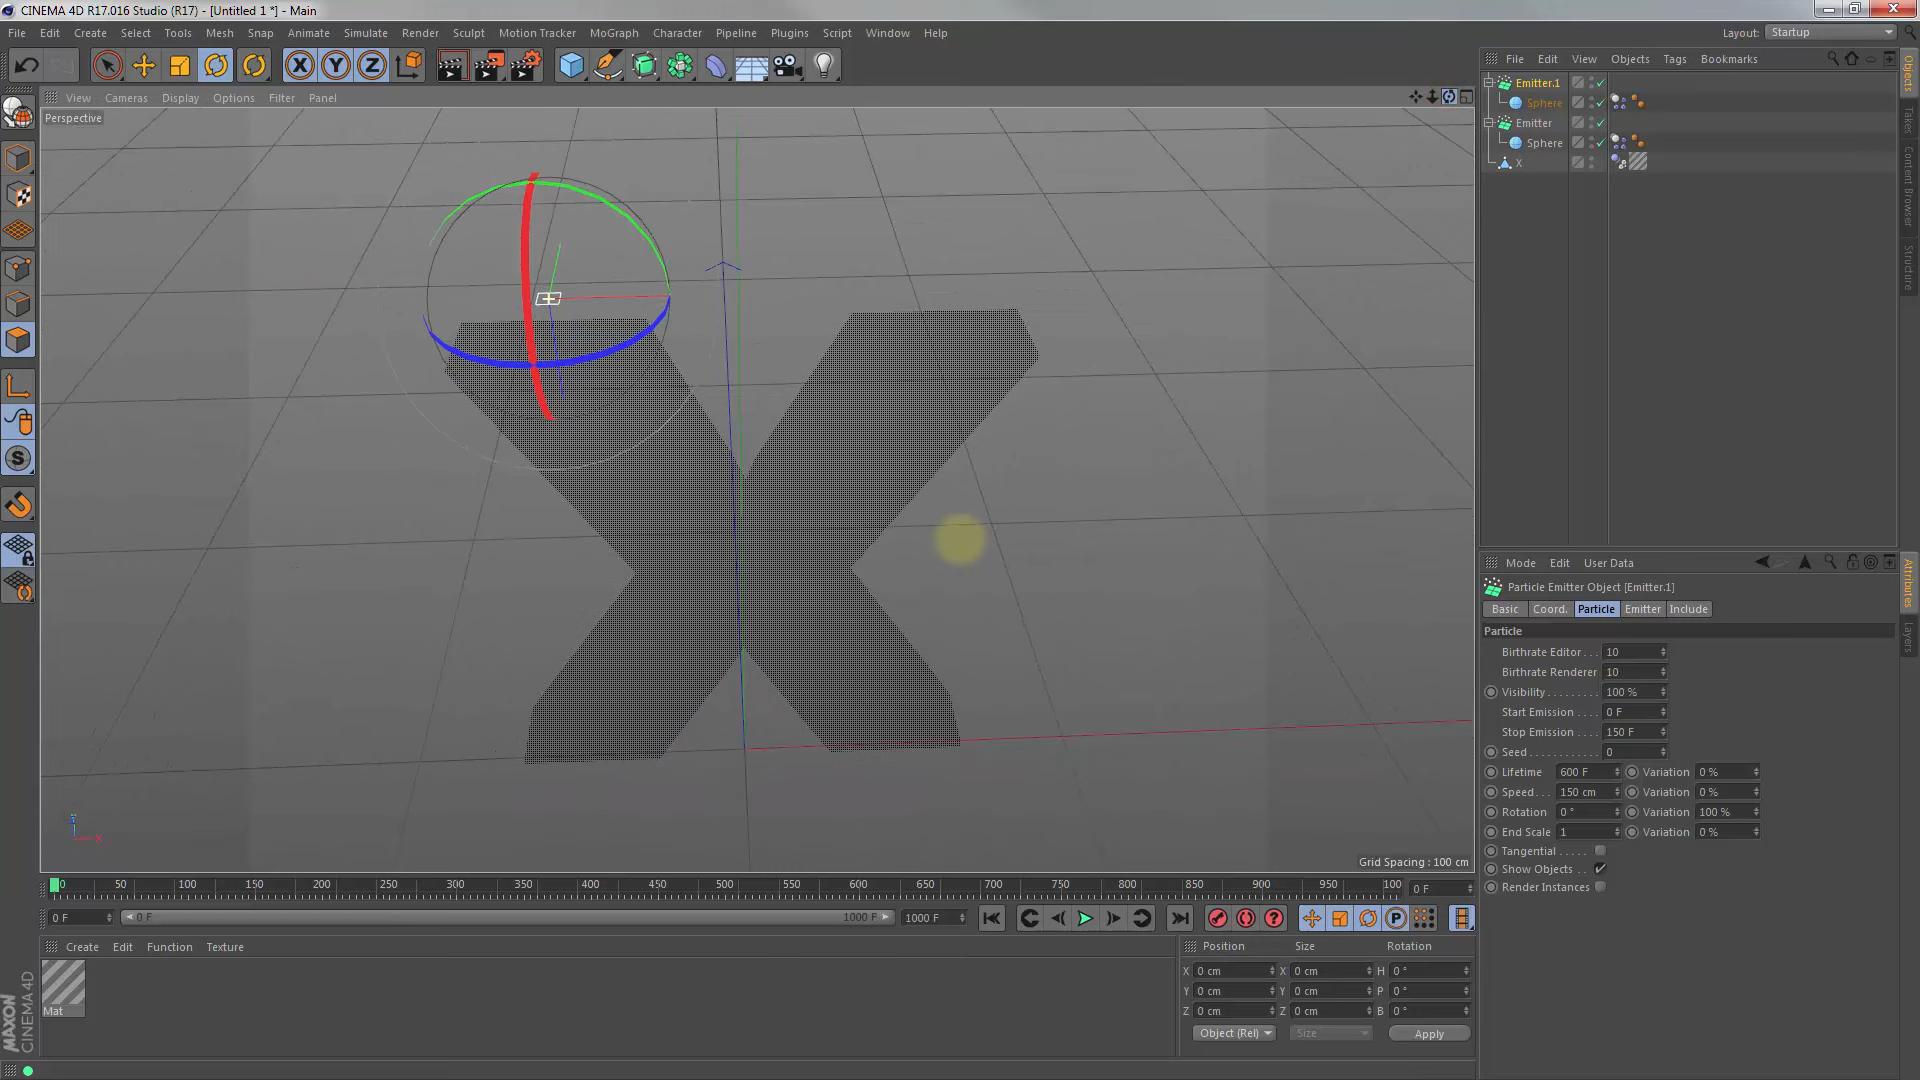 CINEMA 4D R17.016 Studio (R17) - [Untitled 1 *] - Main
File Edit Create Select Tools Mesh Snap Animate Simulate Render Sculpt Motion Tracker MoGraph Character Pipeline Plugins Script Window Help
Layout: Startup
X Y Z
View Cameras Display Options Filter Panel
Perspective
File Edit View Objects Tags Bookmarks
Emitter.1
Sphere
Emitter
Sphere
X
Objects
Takes
Content Browser
Structure
Mode Edit User Data
Particle Emitter Object [Emitter.1]
Basic Coord. Particle Emitter Include
Particle
Birthrate Editor . . . 10
Birthrate Renderer 10
Visibility . . . . . . . . . 100 %
Start Emission . . . . 0 F
Stop Emission . . . . 150 F
Seed . . . . . . . . . . . 0
Lifetime 600 F Variation 0 %
Speed . . . 150 cm Variation 0 %
Rotation 0 ° Variation 100 %
End Scale 1 Variation 0 %
Tangential . . . . .
Show Objects . .
Render Instances
Attributes
Layers
Y
X
Grid Spacing : 100 cm
0 50 100 150 200 250 300 350 400 450 500 550 600 650 700 750 800 850 900 950 100 0 F
0 F 0 F 1000 F 1000 F
P
Create Edit Function Texture
Mat
Position Size Rotation
X 0 cm X 0 cm H 0 °
Y 0 cm Y 0 cm P 0 °
Z 0 cm Z 0 cm B 0 °
Object (Rel) Size Apply
MAXON
CINEMA 4D